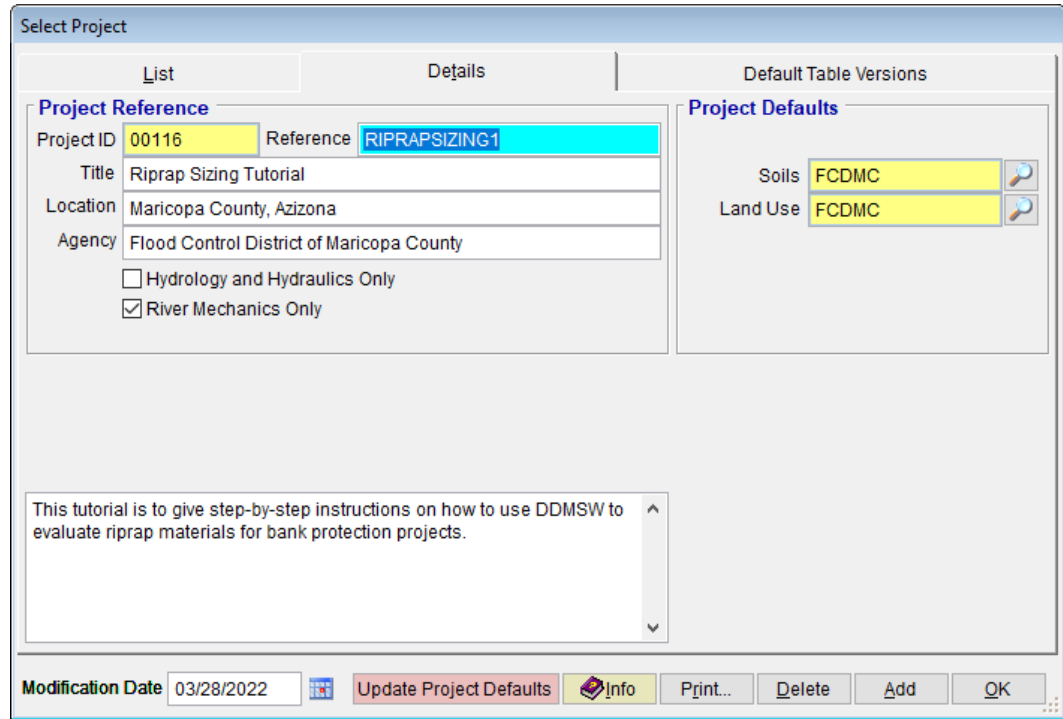 Select Project
List
Details
Default Table Versions
Project Reference
Project ID 00116 Reference RIPRAPSIZING1
Title Riprap Sizing Tutorial
Location Maricopa County, Azizona
Agency Flood Control District of Maricopa County
Hydrology and Hydraulics Only
River Mechanics Only
Project Defaults
Soils FCDMC
Land Use FCDMC
This tutorial is to give step-by-step instructions on how to use DDMSW to
evaluate riprap materials for bank protection projects.
Modification Date 03/28/2022 Update Project Defaults Info Print... Delete Add OK